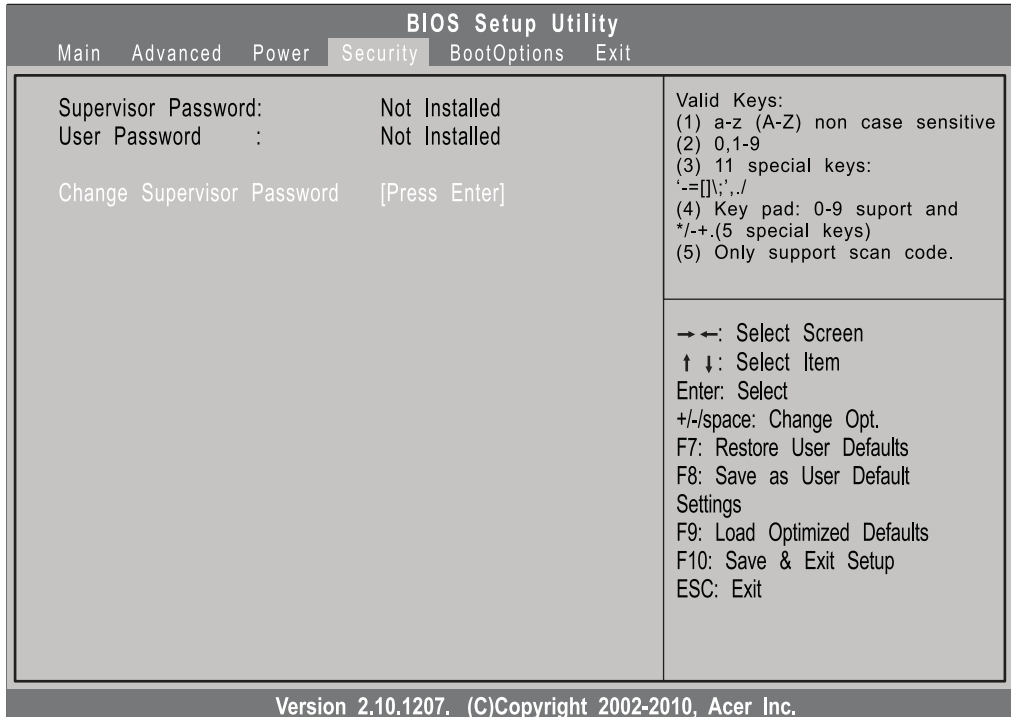 BIOS Setup Utility
Main Advanced Power Security BootOptions Exit
Supervisor Password: Not Installed
User Password : Not Installed
Change Supervisor Password [Press Enter]
Valid Keys:
(1) a-z (A-Z) non case sensitive
(2) 0,1-9
(3) 11 special keys:
‘-=[]\;’,./
(4) Key pad: 0-9 suport and
*/-+.(5 special keys)
(5) Only support scan code.
→←: Select Screen
↑ ↓: Select Item
Enter: Select
+/-/space: Change Opt.
F7: Restore User Defaults
F8: Save as User Default
Settings
F9: Load Optimized Defaults
F10: Save & Exit Setup
ESC: Exit
Version 2.10.1207. (C)Copyright 2002-2010, Acer Inc.